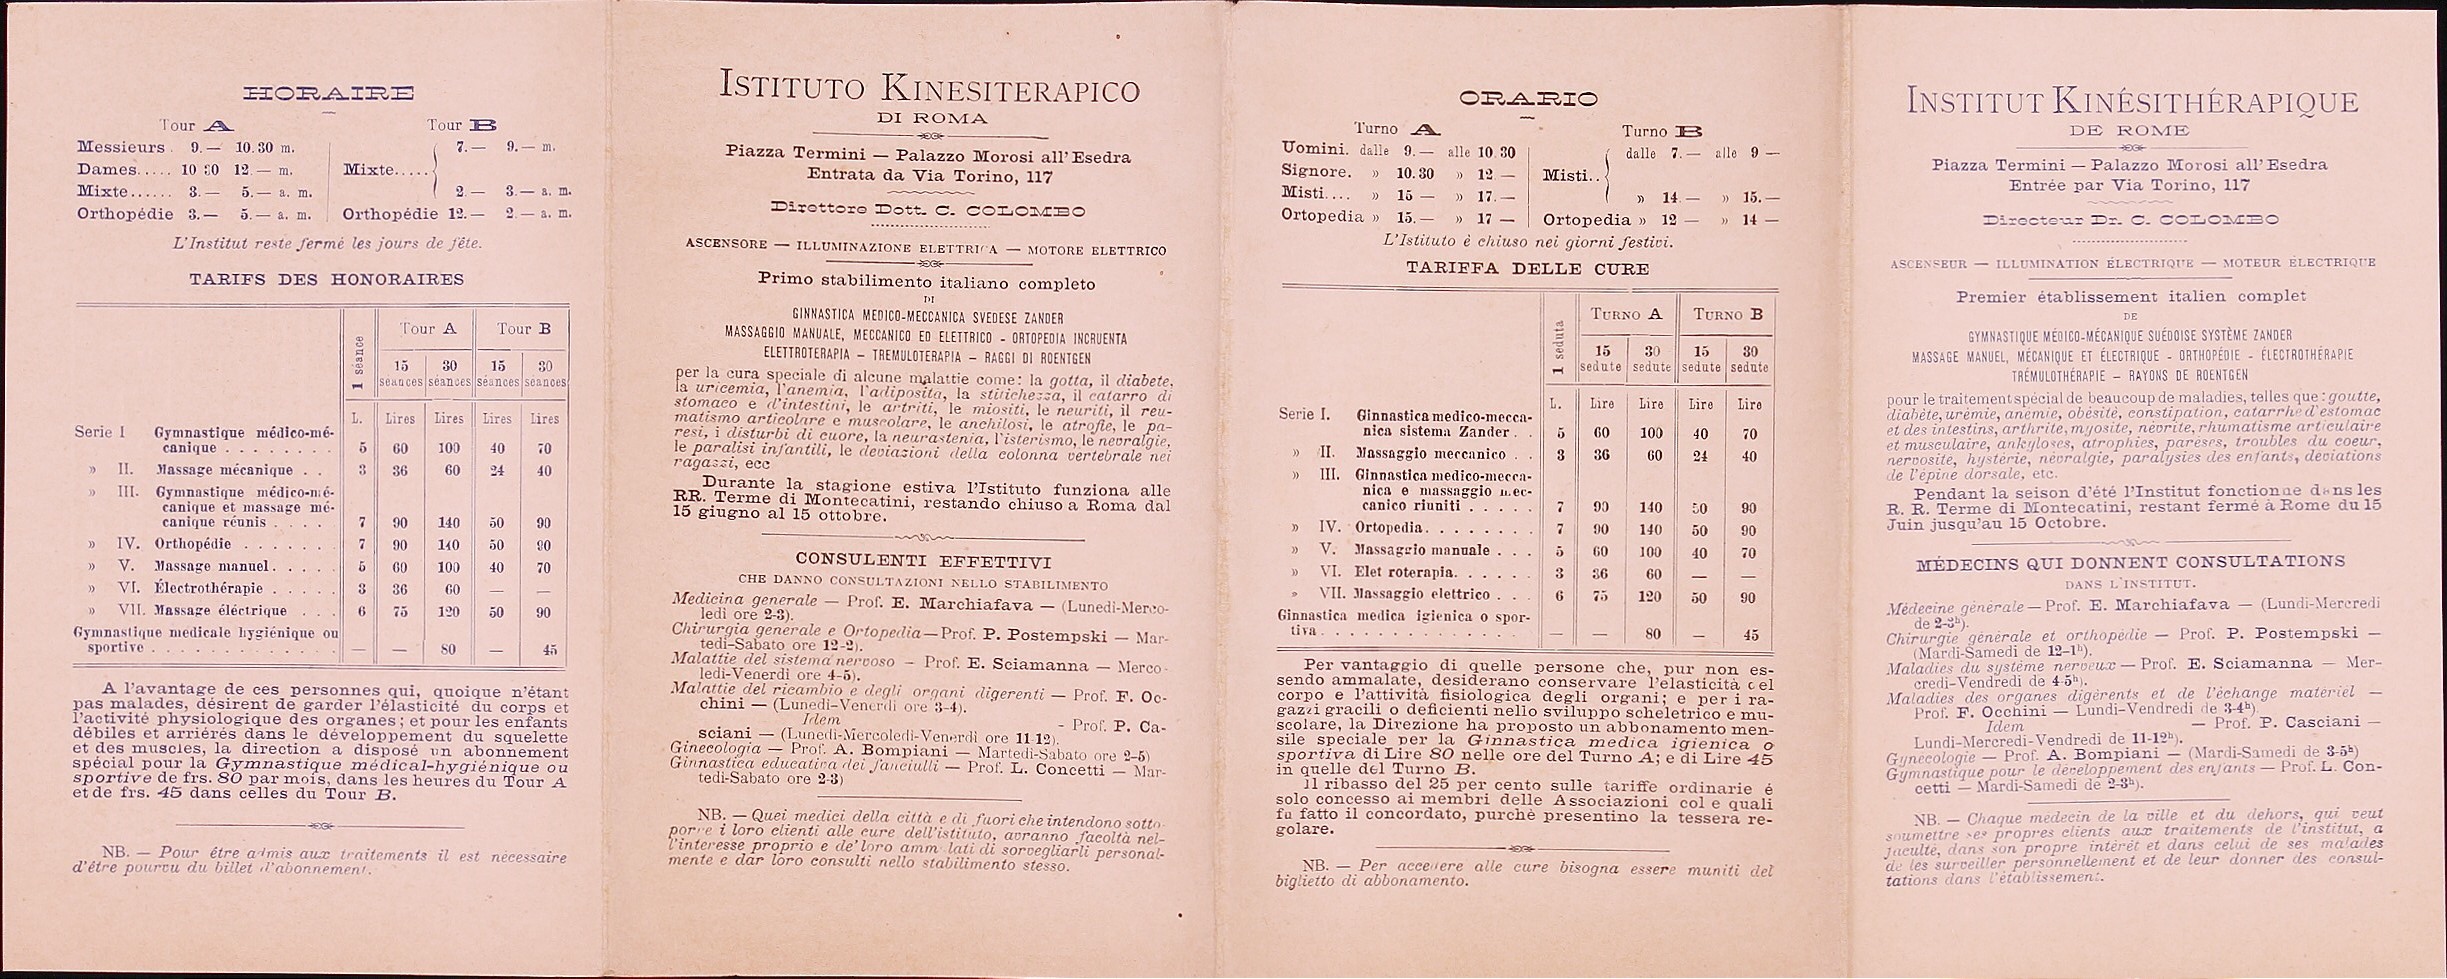 HORAIRE
Tour A Tour B
Messieurs . 9.— 10.30 m. 7.— 9.— m.
Dames..... 10 30 12.— m. Mixte.....
Mixte...... 3.— 5.— a. m. 2.— 3.— a. m.
Orthopédie 3.— 5.— a. m. Orthopédie 12.— 2.— a. m.
L'Institut reste fermé les jours de fête.
TARIFS DES HONORAIRES
1 séance Tour A Tour B
15 séances 30 séances 15 séances 30 séances
L. Lires Lires Lires Lires
Serie I Gymnastique médico-mé-
canique . . . . . . . . 5 60 100 40 70
» II. Massage mécanique . . 3 36 60 24 40
» III. Gymnastique médico-mé-
canique et massage mé-
canique réunis . . . . 7 90 140 50 90
» IV. Orthopédie . . . . . . . 7 90 140 50 90
» V. Massage manuel. . . . . 5 60 100 40 70
» VI. Électrothérapie . . . . . 3 36 60 — —
» VII. Massage éléctrique . . . 6 75 120 50 90
Gymnastique medicale hygiénique ou
sportive . . . . . . . . . . . . . — — 80 — 45
A l'avantage de ces personnes qui, quoique n'étant
pas malades, désirent de garder l'élasticité du corps et
l'activité physiologique des organes; et pour les enfants
débiles et arriérés dans le développement du squelette
et des muscles, la direction a disposé un abonnement
spécial pour la Gymnastique médical-hygiénique ou
sportive de frs. 80 par mois, dans les heures du Tour A
et de frs. 45 dans celles du Tour B.
NB. — Pour être admis aux traitements il est nécessaire
d'être pourvu du billet d'abonnement.
ISTITUTO KINESITERAPICO
DI ROMA
Piazza Termini — Palazzo Morosi all'Esedra
Entrata da Via Torino, 117
Direttore Dott. C. COLOMBO
ASCENSORE — ILLUMINAZIONE ELETTRICA — MOTORE ELETTRICO
Primo stabilimento italiano completo
DI
GINNASTICA MEDICO-MECCANICA SVEDESE ZANDER
MASSAGGIO MANUALE, MECCANICO ED ELETTRICO - ORTOPEDIA INCRUENTA
ELETTROTERAPIA — TREMULOTERAPIA — RAGGI DI ROENTGEN
per la cura speciale di alcune malattie come: la gotta, il diabete,
la uricemia, l'anemia, l'adiposita, la stitichezza, il catarro di
stomaco e d'intestini, le artriti, le miositi, le neuriti, il reu-
matismo articolare e muscolare, le anchilosi, le atrofie, le pa-
resi, i disturbi di cuore, la neurastenia, l'isterismo, le nevralgie,
le paralisi infantili, le deviazioni della colonna vertebrale nei
ragazzi, ecc
Durante la stagione estiva l'Istituto funziona alle
RR. Terme di Montecatini, restando chiuso a Roma dal
15 giugno al 15 ottobre.
CONSULENTI EFFETTIVI
CHE DANNO CONSULTAZIONI NELLO STABILIMENTO
Medicina generale — Prof. E. Marchiafava — (Lunedi-Merco-
ledi ore 2-3).
Chirurgia generale e Ortopedia—Prof. P. Postempski — Mar-
tedi-Sabato ore 12-2).
Malattie del sistema nervoso — Prof. E. Sciamanna — Merco-
ledi-Venerdi ore 4-5).
Malattie del ricambio e degli organi digerenti — Prof. F. Oc-
chini — (Lunedi-Venerdi ore 3-4).
Idem - Prof. P. Ca-
sciani — (Lunedi-Mercoledi-Venerdi ore 11-12).
Ginecologia — Prof. A. Bompiani — Martedi-Sabato ore 2-5)
Ginnastica educativa dei fanciulli — Prof. L. Concetti — Mar-
tedi-Sabato ore 2-3)
NB. — Quei medici della città e di fuori che intendono sotto-
porre i loro clienti alle cure dell'istituto, avranno facoltà nel-
l'interesse proprio e de' loro ammalati di sorvegliarli personal-
mente e dar loro consulti nello stabilimento stesso.
ORARIO
Turno A Turno B
Uomini. dalle 9.— alle 10.30 dalle 7.— alle 9 —
Signore. » 10.30 » 12 — Misti..
Misti.... » 15 — » 17.— » 14.— » 15.—
Ortopedia » 15.— » 17 — Ortopedia » 12 — » 14 —
L'Istituto è chiuso nei giorni festivi.
TARIFFA DELLE CURE
1 seduta TURNO A TURNO B
15 sedute 30 sedute 15 sedute 30 sedute
L. Lire Lire Lire Lire
Serie I. Ginnastica medico-mecca-
nica sistema Zander . . 5 60 100 40 70
» II. Massaggio meccanico . . 3 36 60 24 40
» III. Ginnastica medico-mecca-
nica e massaggio mec-
canico riuniti . . . . . 7 90 140 50 90
» IV. Ortopedia. . . . . . . . 7 90 140 50 90
» V. Massaggio manuale . . . 5 60 100 40 70
» VI. Elet roterapia. . . . . . 3 36 60 — —
» VII. Massaggio elettrico . . . 6 75 120 50 90
Ginnastica medica igienica o spor-
tiva. . . . . . . . . . . . . . — — 80 — 45
Per vantaggio di quelle persone che, pur non es-
sendo ammalate, desiderano conservare l'elasticità del
corpo e l'attività fisiologica degli organi; e per i ra-
gazzi gracili o deficienti nello sviluppo scheletrico e mu-
scolare, la Direzione ha proposto un abbonamento men-
sile speciale per la Ginnastica medica igienica o
sportiva di Lire 80 nelle ore del Turno A; e di Lire 45
in quelle del Turno B.
Il ribasso del 25 per cento sulle tariffe ordinarie é
solo concesso ai membri delle Associazioni col e quali
fu fatto il concordato, purchè presentino la tessera re-
golare.
NB. — Per accedere alle cure bisogna essere muniti del
biglietto di abbonamento.
INSTITUT KINÉSITHÉRAPIQUE
DE ROME
Piazza Termini — Palazzo Morosi all'Esedra
Entrée par Via Torino, 117
Directeur Dr. C. COLOMBO
ASCENSEUR — ILLUMINATION ÉLECTRIQUE — MOTEUR ÉLECTRIQUE
Premier établissement italien complet
DE
GYMNASTIQUE MÉDICO-MÉCANIQUE SUÉDOISE SYSTÈME ZANDER
MASSAGE MANUEL, MÉCANIQUE ET ÉLECTRIQUE - ORTHOPÉDIE - ÉLECTROTHÉRAPIE
TRÉMULOTHÉRAPIE — RAYONS DE ROENTGEN
pour le traitement spécial de beaucoup de maladies, telles que: goutte,
diabéte, urèmie, anémie, obésité, constipation, catarrhe d'estomac
et des intestins, arthrite, myosite, névrite, rhumatisme articulaire
et musculaire, ankyloses, atrophies, parèses, troubles du coeur,
nervosite, hystérie, névralgie, paralysies des enfants, déviations
de l'épine dorsale, etc.
Pendant la seison d'été l'Institut fonctionne dans les
R. R. Terme di Montecatini, restant fermé à Rome du 15
Juin jusqu'au 15 Octobre.
MÉDECINS QUI DONNENT CONSULTATIONS
DANS L'INSTITUT.
Médecine générale — Prof. E. Marchiafava — (Lundi-Mercredi
de 2-3h).
Chirurgie générale et orthopédie — Prof. P. Postempski —
(Mardi-Samedi de 12-1h).
Maladies du système nerveux — Prof. E. Sciamanna — Mer-
credi-Vendredi de 4-5h).
Maladies des organes digérents et de l'échange matériel —
Prof. F. Occhini — Lundi-Vendredi de 3-4h).
Idem — Prof. P. Casciani —
Lundi-Mercredi-Vendredi de 11-12h).
Gynecologie — Prof. A. Bompiani — (Mardi-Samedi de 3-5h)
Gymnastique pour le développement des enfants — Prof. L. Con-
cetti — Mardi-Samedi de 2-3h).
NB. — Chaque medecin de la ville et du dehors, qui veut
soumettre ses propres clients aux traitements de l'institut, a
faculté, dans son propre intérêt et dans celui de ses malades
de les surveiller personnellement et de leur donner des consul-
tations dans l'établissement.